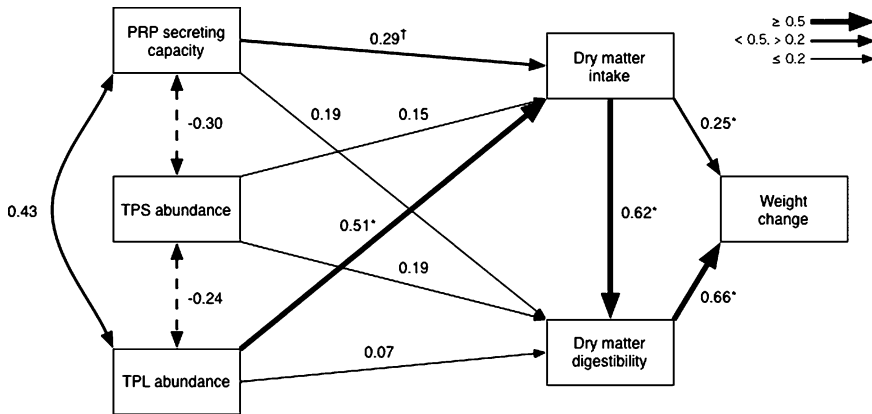 PRP secreting
capacity
0.29†
Dry matter
intake
≥ 0.5
< 0.5. > 0.2
≤ 0.2
-0.30
0.19
0.15
0.25*
0.43
TPS abundance
0.51*
0.62*
Weight
change
-0.24
0.19
0.66*
TPL abundance
0.07
Dry matter
digestibility